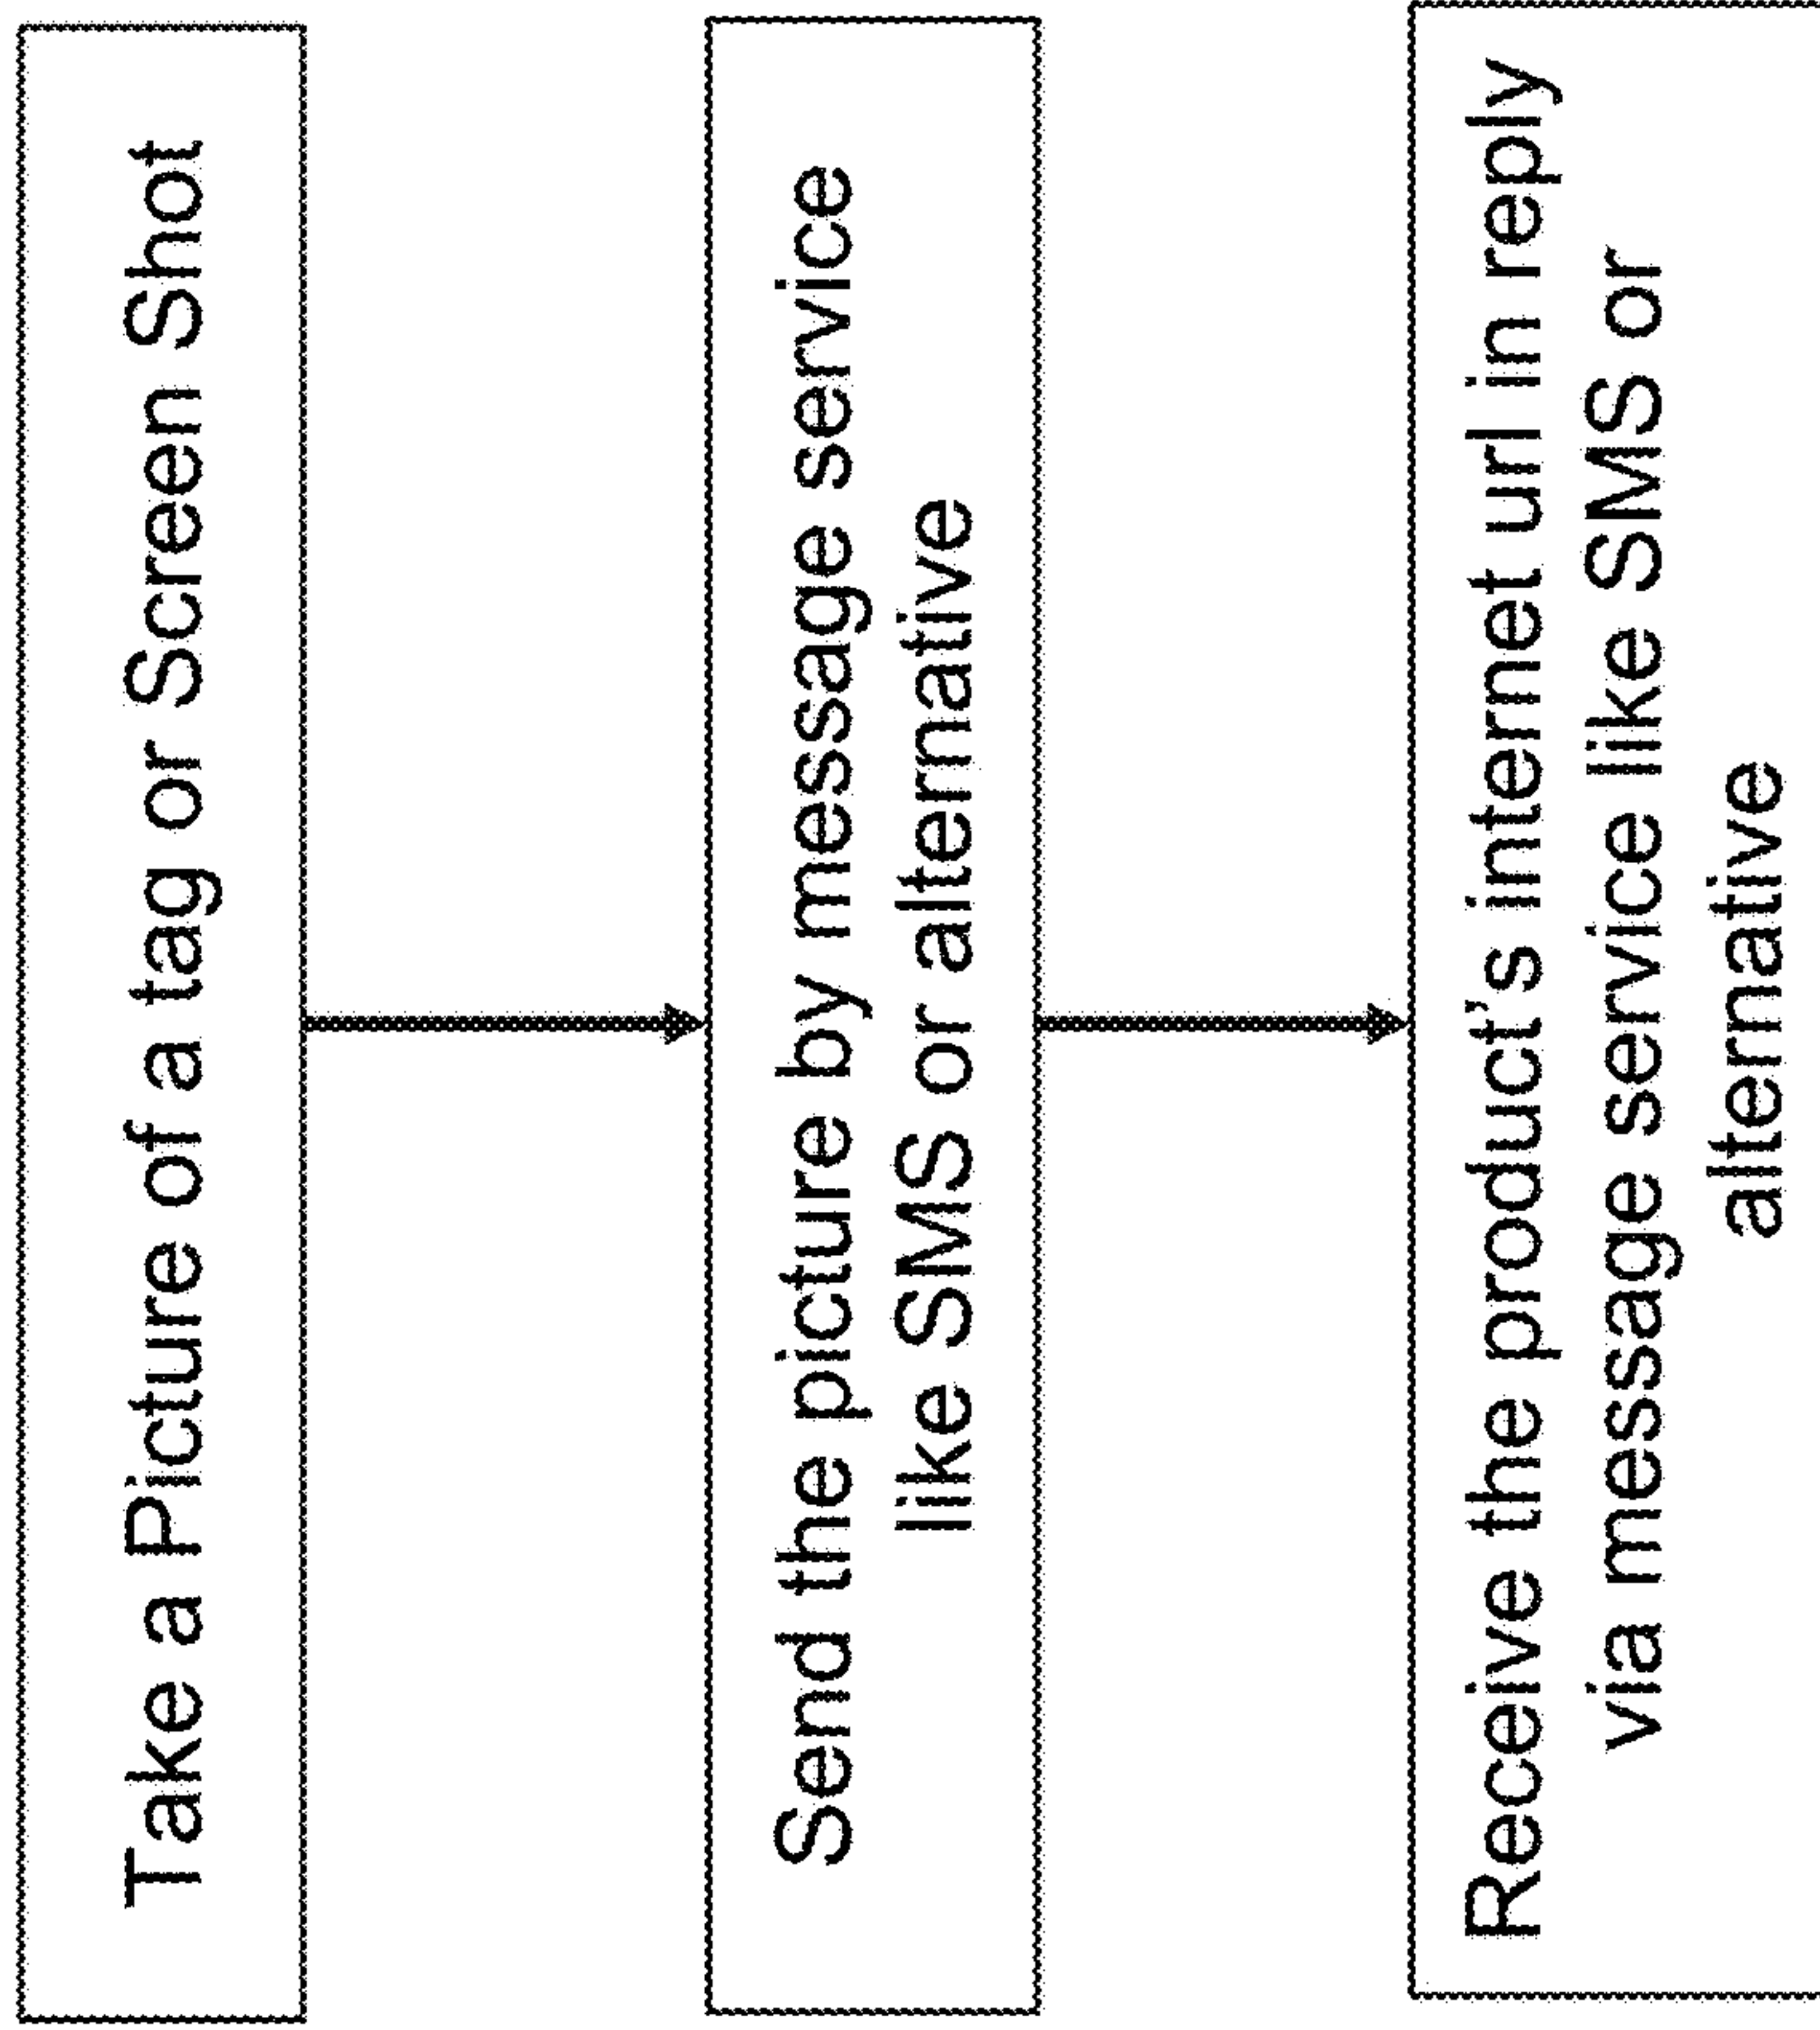 Take a Picture of a tag or Screen Shot
Send the picture by message service
like SMS or alternative
Receive the product's internet url in reply
via message service like SMS or
alternative